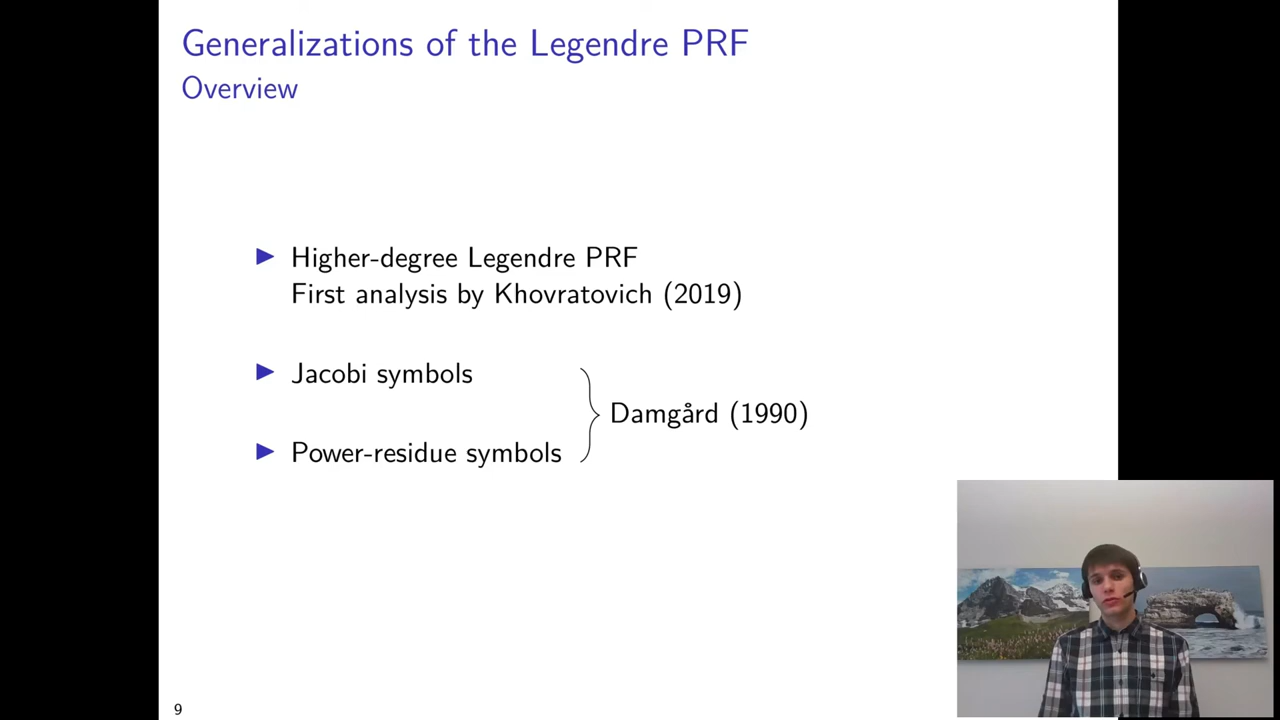 Generalizations of the Legendre PRF
Overview
Higher-degree Legendre PRF
First analysis by Khovratovich (2019)
Jacobi symbols
Damgård (1990)
Power-residue symbols
9